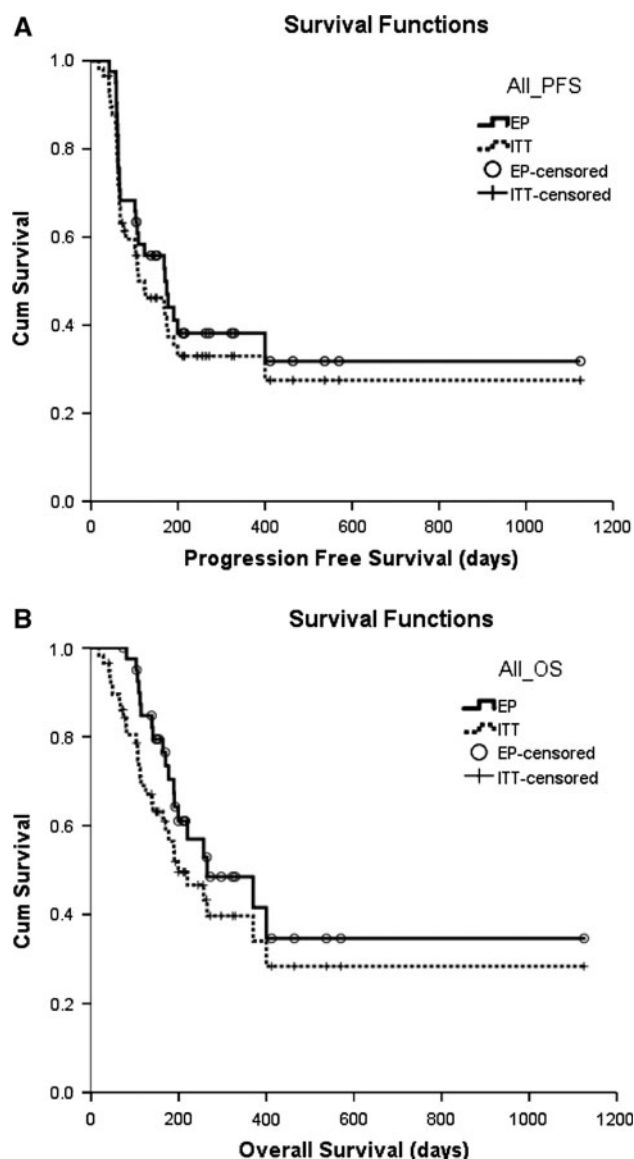 A
Survival Functions
All_PFS
EP
ITT
EP-censored
ITT-censored
Cum Survival
1.0
0.8
0.6
0.4
0.2
0.0
0 200 400 600 800 1000 1200
Progression Free Survival (days)
B
Survival Functions
All_OS
EP
ITT
EP-censored
ITT-censored
Cum Survival
1.0
0.8
0.6
0.4
0.2
0.0
0 200 400 600 800 1000 1200
Overall Survival (days)